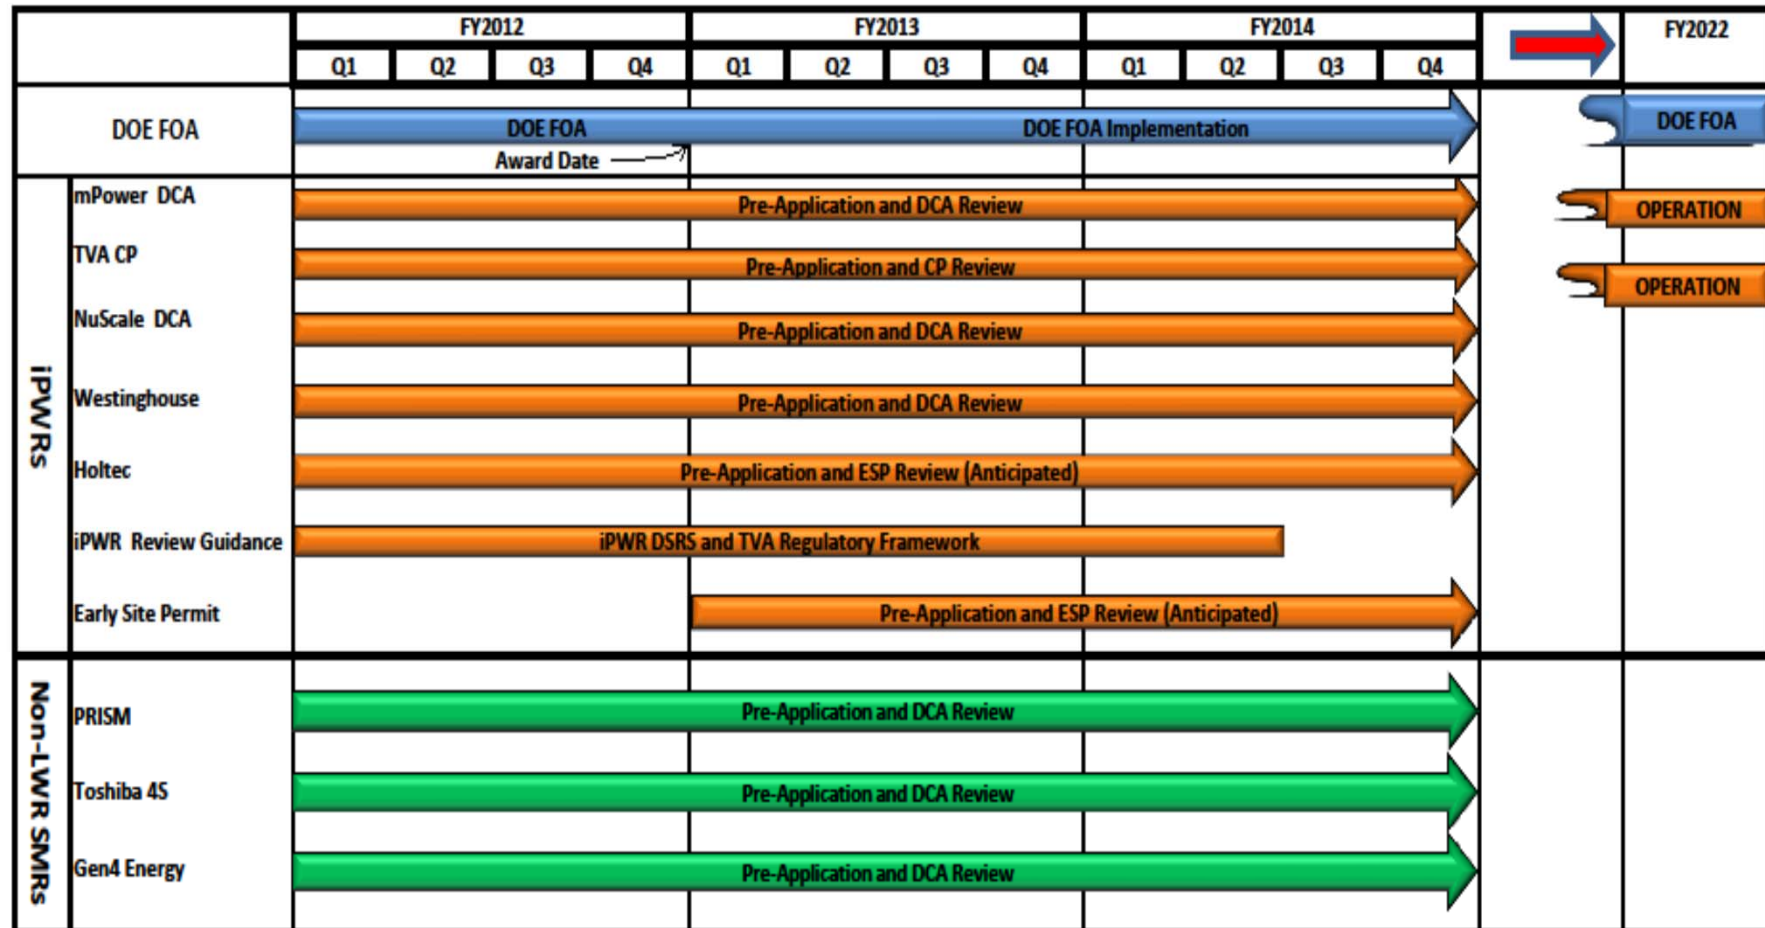 FY2012 FY2013 FY2014 FY2022
Q1 Q2 Q3 Q4 Q1 Q2 Q3 Q4 Q1 Q2 Q3 Q4
DOE FOA DOE FOA DOE FOA Implementation DOE FOA
Award Date
iPWRs
mPower DCA Pre-Application and DCA Review OPERATION
TVA CP Pre-Application and CP Review OPERATION
NuScale DCA Pre-Application and DCA Review
Westinghouse Pre-Application and DCA Review
Holtec Pre-Application and ESP Review (Anticipated)
iPWR Review Guidance iPWR DSRS and TVA Regulatory Framework
Early Site Permit Pre-Application and ESP Review (Anticipated)
Non-LWR SMRs
PRISM Pre-Application and DCA Review
Toshiba 4S Pre-Application and DCA Review
Gen4 Energy Pre-Application and DCA Review